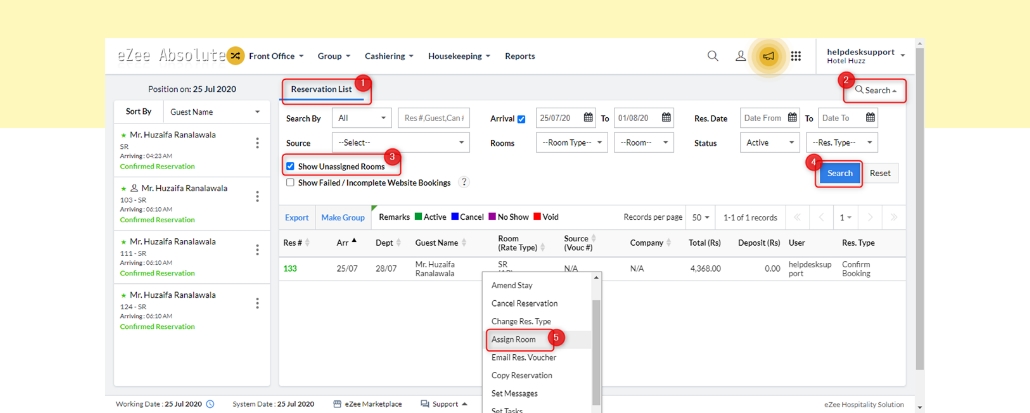 eZee Absolute Front Office Group Cashiering Housekeeping Reports helpdesksupport
Hotel Huzz
Position on: 25 Jul 2020
Sort By Guest Name
Mr. Huzaifa Ranalawala
SR
Arriving : 04:23 AM
Confirmed Reservation
Mr. Huzaifa Ranalawala
103 - SR
Arriving : 06:10 AM
Confirmed Reservation
Mr. Huzaifa Ranalawala
111 - SR
Arriving : 06:10 AM
Confirmed Reservation
Mr. Huzaifa Ranalawala
124 - SR
Arriving : 06:10 AM
Confirmed Reservation
Reservation List 1
2 Search
Search By All Res #,Guest,Can # Arrival 25/07/20 To 01/08/20 Res. Date Date From To Date To
Source --Select-- Rooms --Room Type-- --Room-- Status Active --Res. Type--
3
Show Unassigned Rooms
4 Search Reset
Show Failed / Incomplete Website Bookings ?
Export Make Group Remarks Active Cancel No Show Void Records per page 50 1-1 of 1 records 1
Res # Arr Dept Guest Name Room (Rate Type) Source (Vouc #) Company Total (Rs) Deposit (Rs) User Res. Type
133 25/07 28/07 Mr. Huzaifa Ranalawala SR N/A N/A 4,368.00 0.00 helpdesksup port Confirm Booking
Amend Stay
Cancel Reservation
Change Res. Type
Assign Room 5
Email Res. Voucher
Copy Reservation
Set Messages
Set Tasks
Working Date : 25 Jul 2020 System Date : 25 Jul 2020 eZee Marketplace Support eZee Hospitality Solution